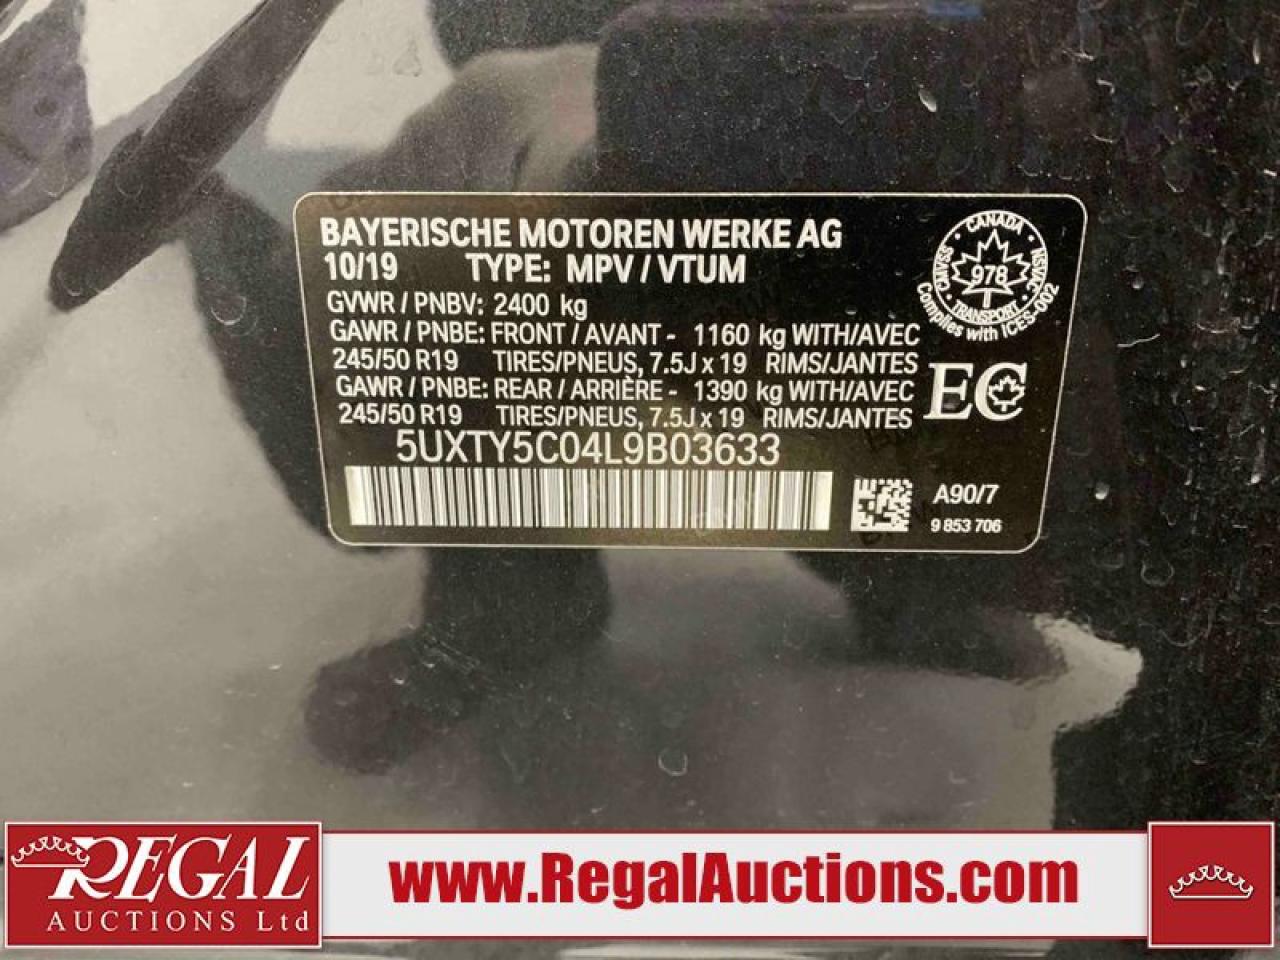 BAYERISCHE MOTOREN WERKE AG
10/19 TYPE: MPV / VTUM
GVWR / PNBV: 2400 kg
GAWR / PNBE: FRONT / AVANT - 1160 kg WITH/AVEC
245/50 R19 TIRES/PNEUS, 7.5J x 19 RIMS/JANTES
GAWR / PNBE: REAR / ARRIÈRE - 1390 kg WITH/AVEC
245/50 R19 TIRES/PNEUS, 7.5J x 19 RIMS/JANTES
5UXTY5C04L9B03633
CANADA
978
TRANSPORT
NSVAC
CMVSS
Complies with ICES-002
EC
A90/7
9 853 706
REGAL
AUCTIONS Ltd
www.RegalAuctions.com